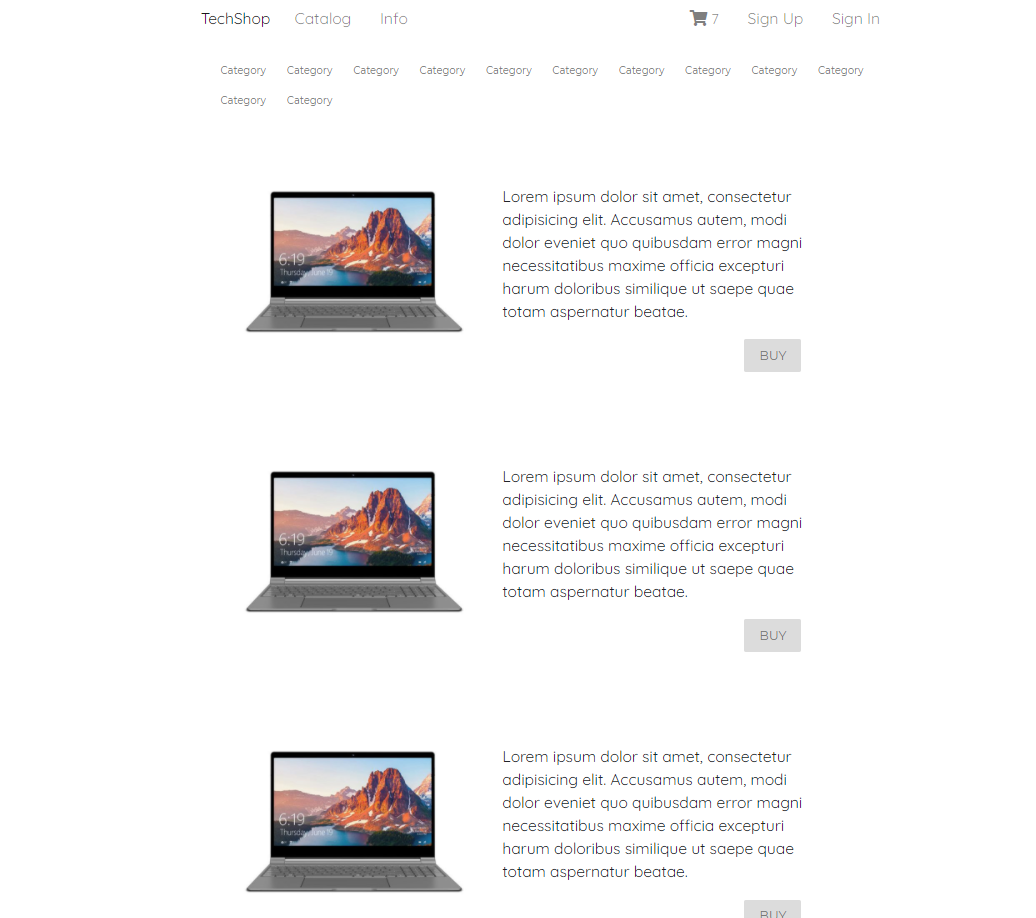 TechShop Catalog Info 7 Sign Up Sign In
Category Category Category Category Category Category Category Category Category Category
Category Category
6:19
Thursday, June 19
Lorem ipsum dolor sit amet, consectetur
adipisicing elit. Accusamus autem, modi
dolor eveniet quo quibusdam error magni
necessitatibus maxime officia excepturi
harum doloribus similique ut saepe quae
totam aspernatur beatae.
BUY
6:19
Thursday, June 19
Lorem ipsum dolor sit amet, consectetur
adipisicing elit. Accusamus autem, modi
dolor eveniet quo quibusdam error magni
necessitatibus maxime officia excepturi
harum doloribus similique ut saepe quae
totam aspernatur beatae.
BUY
6:19
Thursday, June 19
Lorem ipsum dolor sit amet, consectetur
adipisicing elit. Accusamus autem, modi
dolor eveniet quo quibusdam error magni
necessitatibus maxime officia excepturi
harum doloribus similique ut saepe quae
totam aspernatur beatae.
BUY